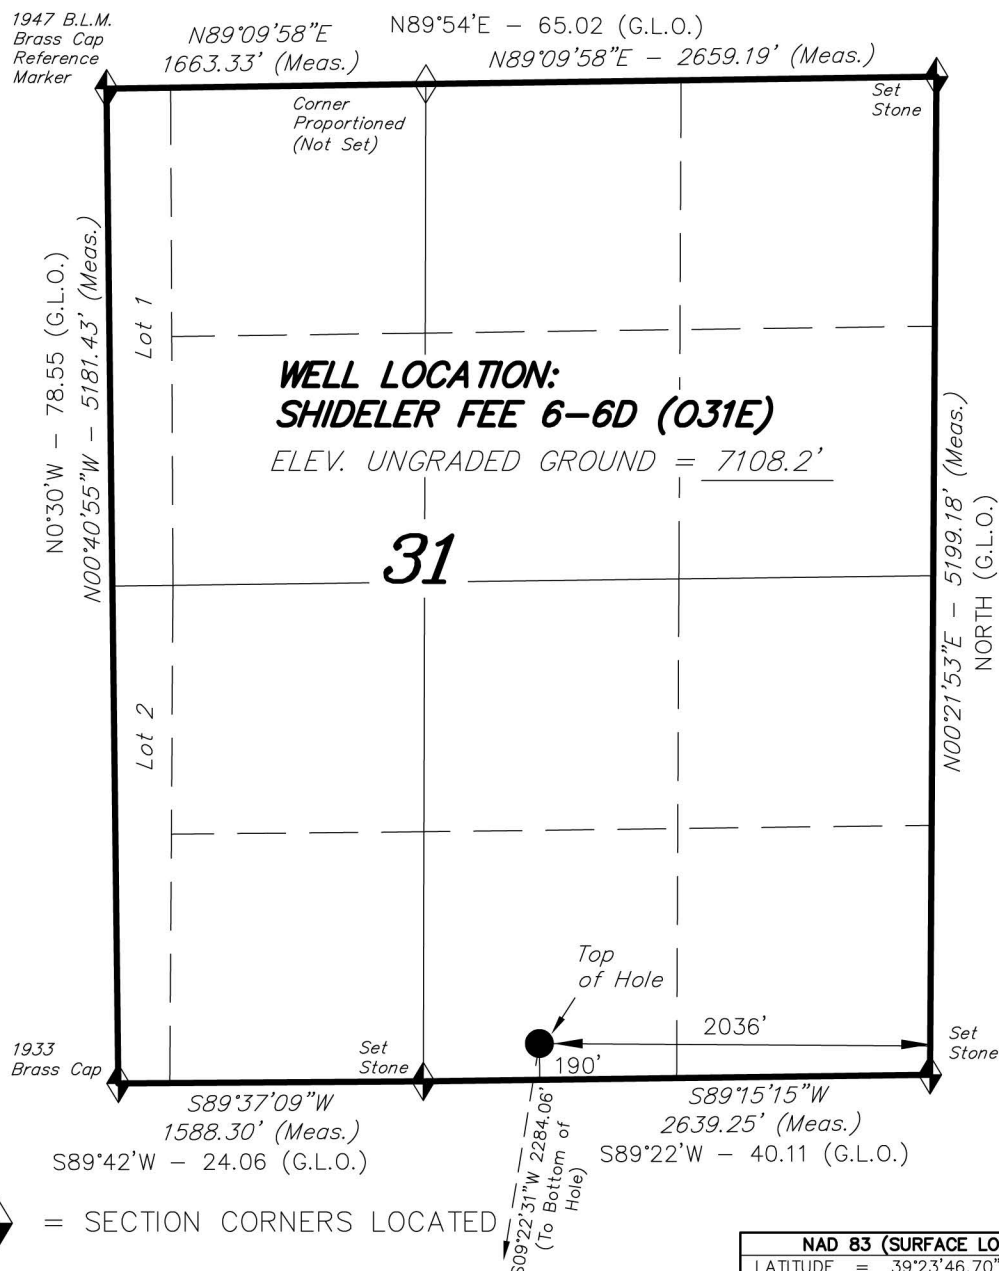 1947 B.L.M.
Brass Cap
Reference
Marker
N89°09'58"E
1663.33' (Meas.)
N89°54'E - 65.02 (G.L.O.)
N89°09'58"E - 2659.19' (Meas.)
Corner
Proportioned
(Not Set)
Set
Stone
N0°30'W - 78.55 (G.L.O.)
N00°40'55"W - 5181.43' (Meas.)
Lot 1
WELL LOCATION:
SHIDELER FEE 6-6D (O31E)
ELEV. UNGRADED GROUND = 7108.2'
31
N00°21'53"E - 5199.18' (Meas.)
NORTH (G.L.O.)
Lot 2
Top
of Hole
2036'
190'
1933
Brass Cap
Set
Stone
Set
Stone
S89°37'09"W
1588.30' (Meas.)
S89°42'W - 24.06 (G.L.O.)
S09°22'31"W 2284.06'
(To Bottom of
Hole)
S89°15'15"W
2639.25' (Meas.)
S89°22'W - 40.11 (G.L.O.)
= SECTION CORNERS LOCATED
NAD 83 (SURFACE LO
LATITUDE = 39°23'46.70"